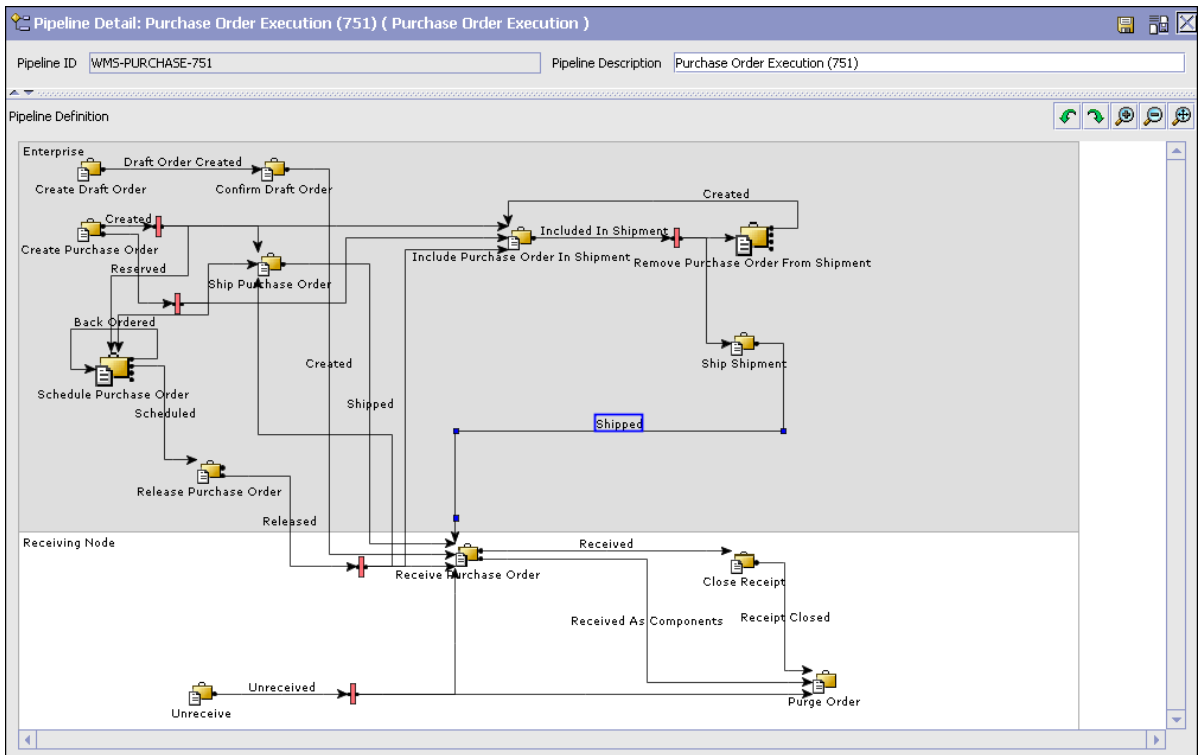 Pipeline Detail: Purchase Order Execution (751) ( Purchase Order Execution )
Pipeline ID WMS-PURCHASE-751 Pipeline Description Purchase Order Execution (751)
Pipeline Definition
Enterprise
Draft Order Created
Create Draft Order
Confirm Draft Order
Created
Created
Create Purchase Order
Included In Shipment
Include Purchase Order In Shipment
Remove Purchase Order From Shipment
Reserved
Ship Purchase Order
Back Ordered
Created
Ship Shipment
Schedule Purchase Order
Shipped
Scheduled
Shipped
Release Purchase Order
Released
Receiving Node
Received
Receive Purchase Order
Close Receipt
Received As Components
Receipt Closed
Unreceived
Unreceive
Purge Order